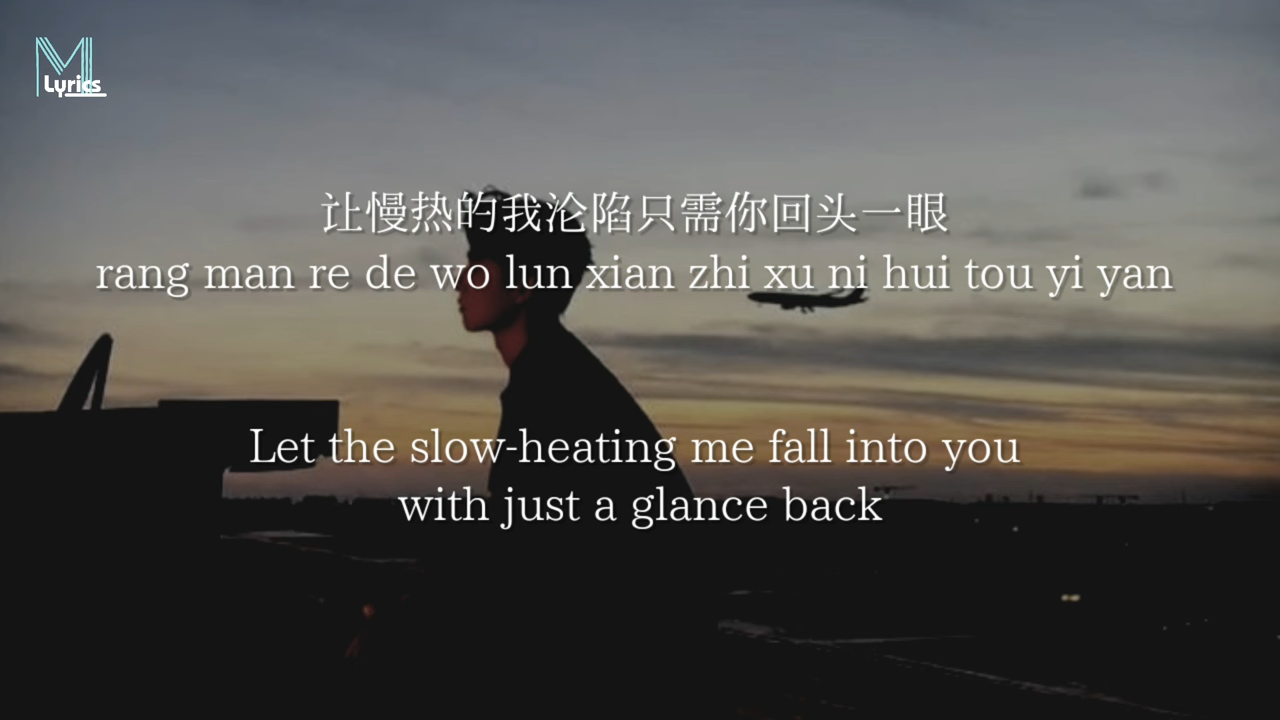 M
Lyrics
让慢热的我沦陷只需你回头一眼
rang man re de wo lun xian zhi xu ni hui tou yi yan
Let the slow-heating me fall into you
with just a glance back